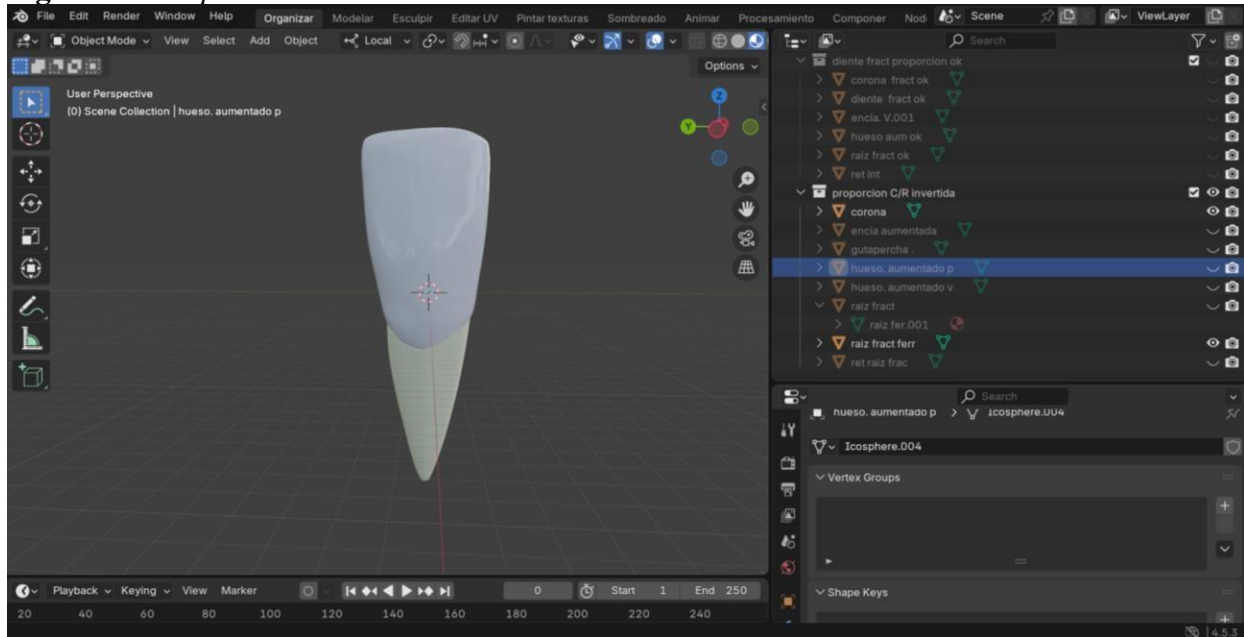 File Edit Render Window Help Organizar Modelar Esculpir Editar UV Pintar texturas Sombreado Animar Procesamiento Componer Nod Scene ViewLayer
Object Mode View Select Add Object Local Search
Options
User Perspective
(0) Scene Collection | hueso. aumentado p
Z
Y
diente fract proporcion ok
corona fract ok
diente fract ok
encia. V.001
hueso aum ok
raiz fract ok
ret int
proporcion C/R invertida
corona
encia aumentada
gutapercha .
hueso. aumentado p
hueso. aumentado v
raiz fract
raiz fer.001
raiz fract ferr
ret raiz frac
Search
hueso. aumentado p > Icosphere.004
Icosphere.004
Vertex Groups
Shape Keys
Playback Keying View Marker 0 Start 1 End 250
20 40 60 80 100 120 140 160 180 200 220 240
4.5.3